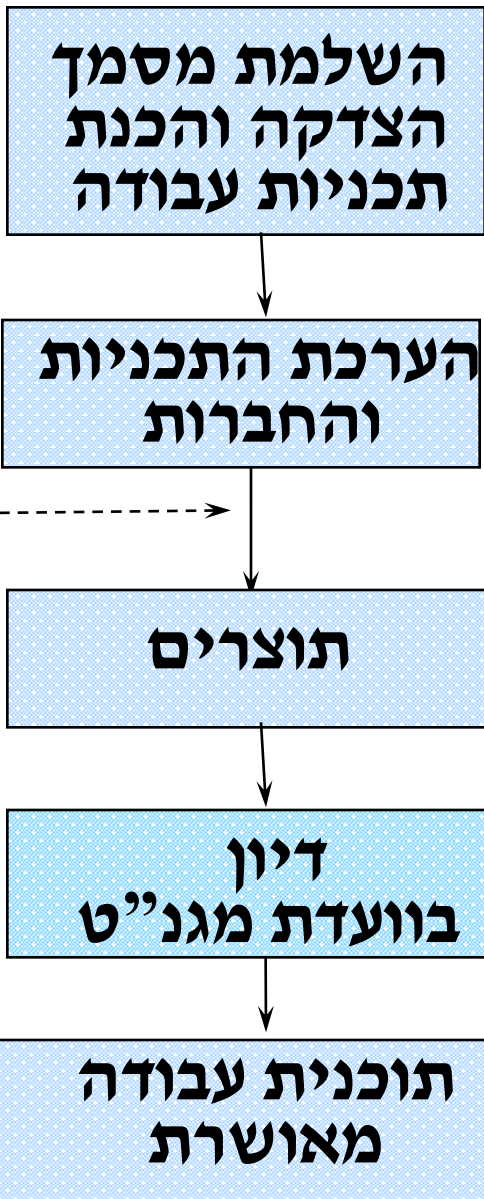 השלמת מסמך
הצדקה והכנת
תכניות עבודה
הערכת התכניות
והחברות
תוצרים
דיון
בוועדת מגנ”ט
תוכנית עבודה
מאושרת